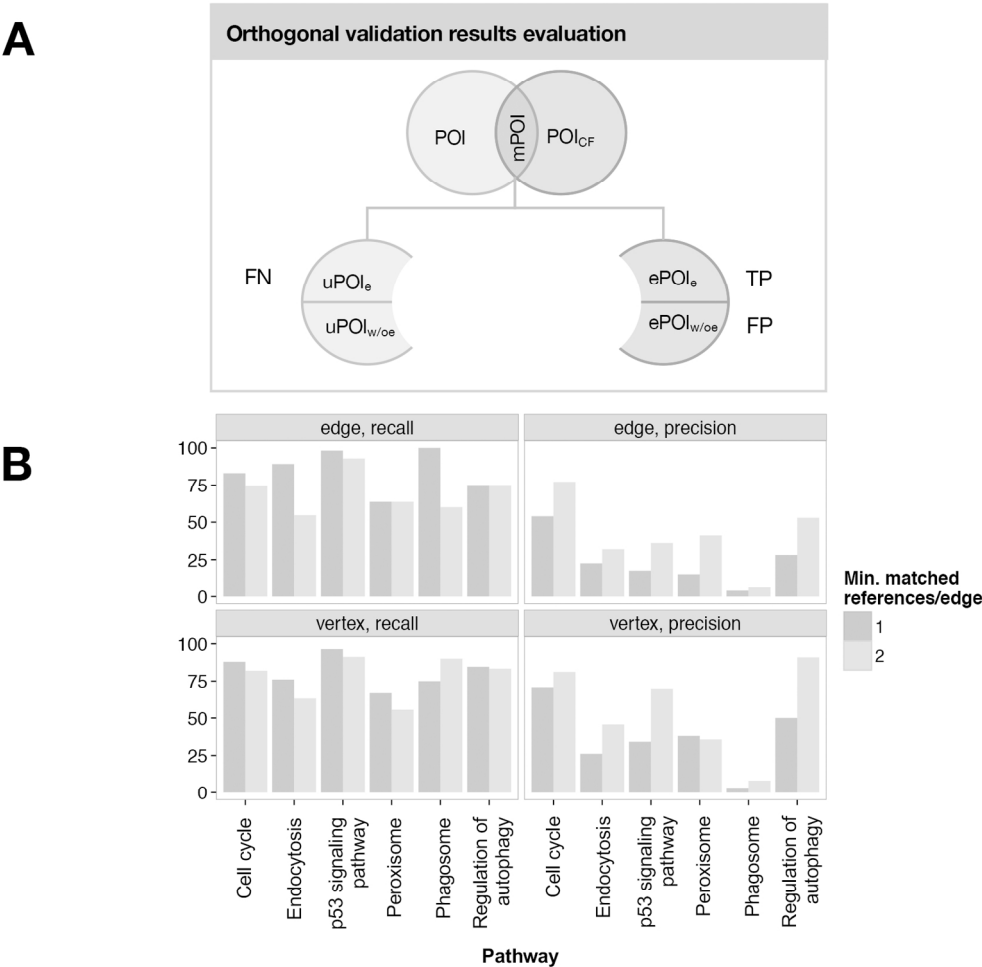 A
Orthogonal validation results evaluation
POI
mPOI
POICF
FN
uPOIe
uPOIw/oe
ePOIe
ePOIw/oe
TP
FP
B
edge, recall
edge, precision
100
75
50
25
0
vertex, recall
vertex, precision
100
75
50
25
0
Min. matched
references/edge
1
2
Cell cycle
Endocytosis
p53 signaling
pathway
Peroxisome
Phagosome
Regulation of
autophagy
Cell cycle
Endocytosis
p53 signaling
pathway
Peroxisome
Phagosome
Regulation of
autophagy
Pathway